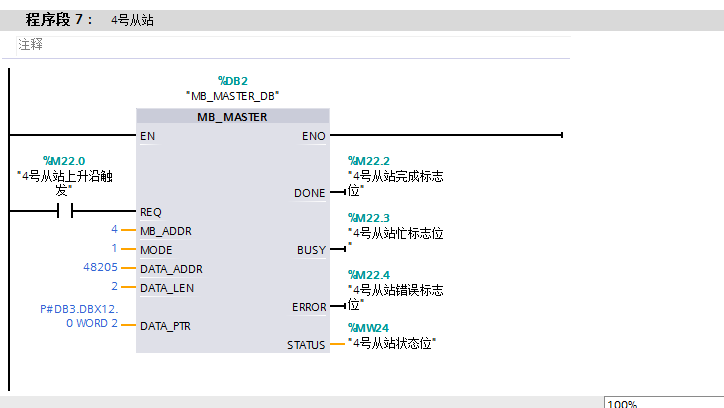 程序段 7： 4号从站
注释
%DB2
"MB_MASTER_DB"
MB_MASTER
EN ENO
%M22.0
"4号从站上升沿触
发"
REQ
%M22.2
"4号从站完成标志
位"
DONE
4 MB_ADDR
%M22.3
"4号从站忙标志位
"
1 MODE
BUSY
48205 DATA_ADDR
2 DATA_LEN
%M22.4
"4号从站错误标志
位"
ERROR
P#DB3.DBX12.
0 WORD 2 DATA_PTR
%MW24
"4号从站状态位"
STATUS
100%